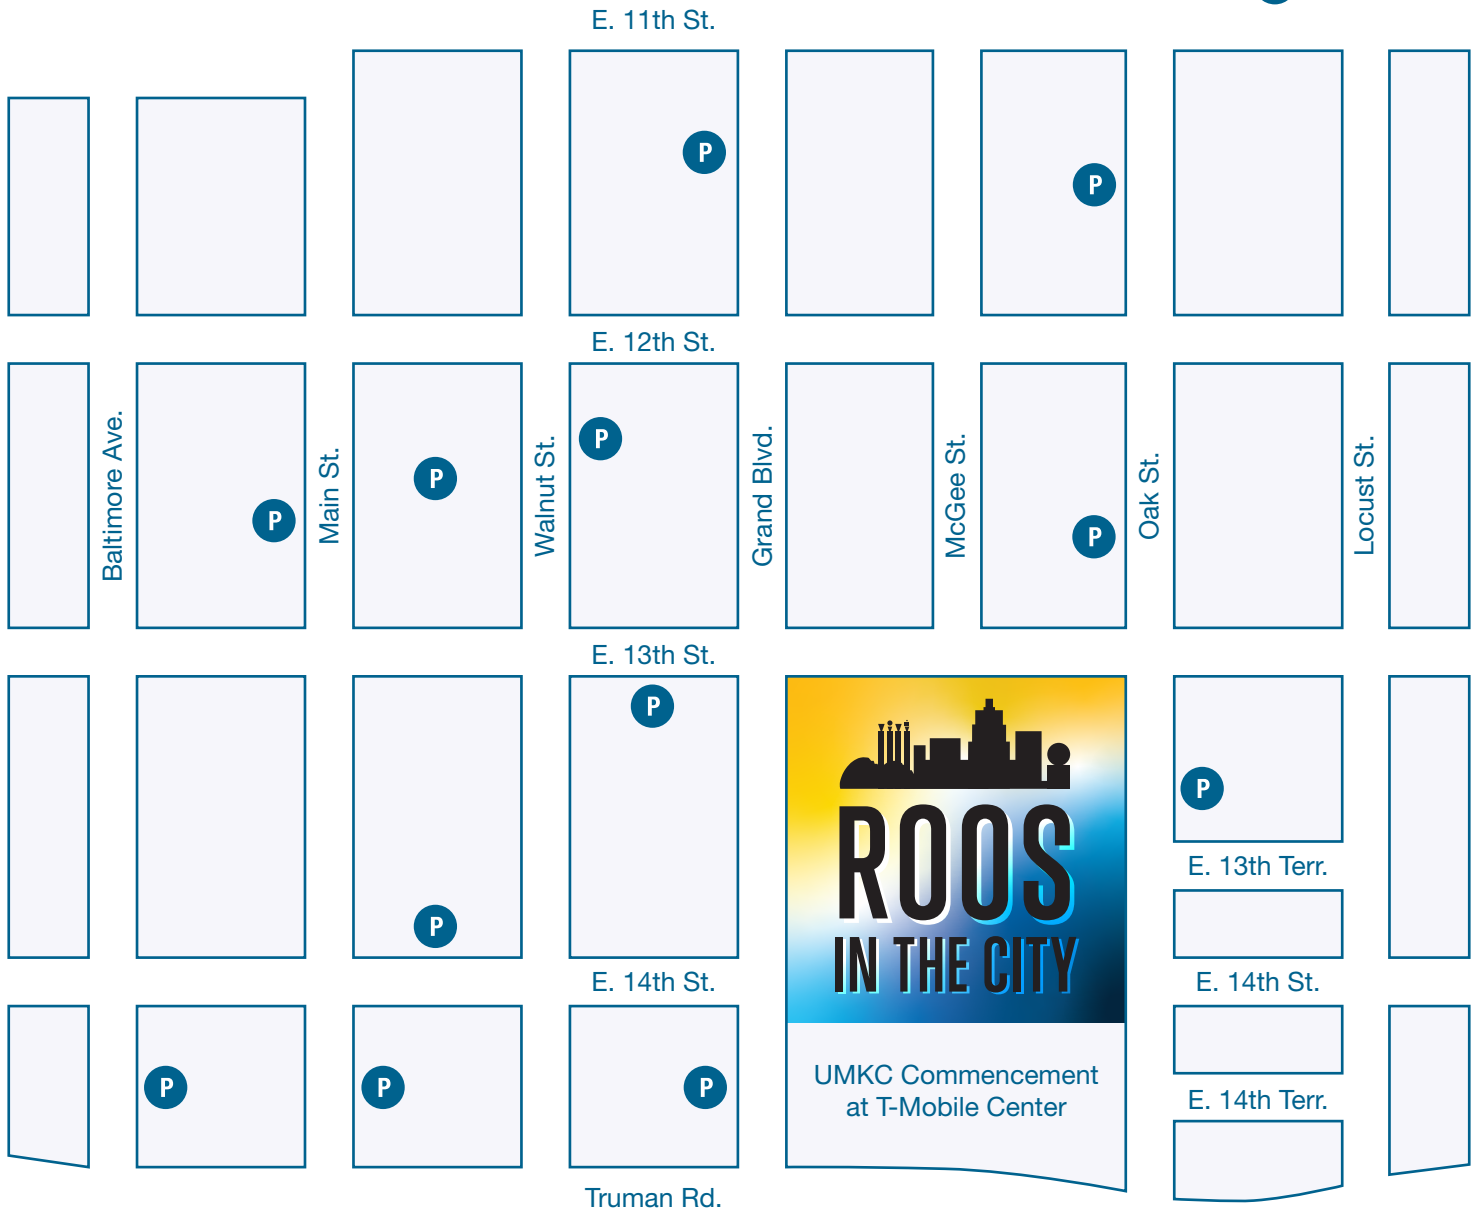 E. 11th St.
P
P
E. 12th St.
Baltimore Ave.
Main St.
Walnut St.
Grand Blvd.
McGee St.
Oak St.
Locust St.
P
P
P
P
E. 13th St.
P
P
P
ROOS
IN THE CITY
E. 13th Terr.
E. 14th St.
E. 14th St.
P
P
P
UMKC Commencement
at T-Mobile Center
E. 14th Terr.
Truman Rd.